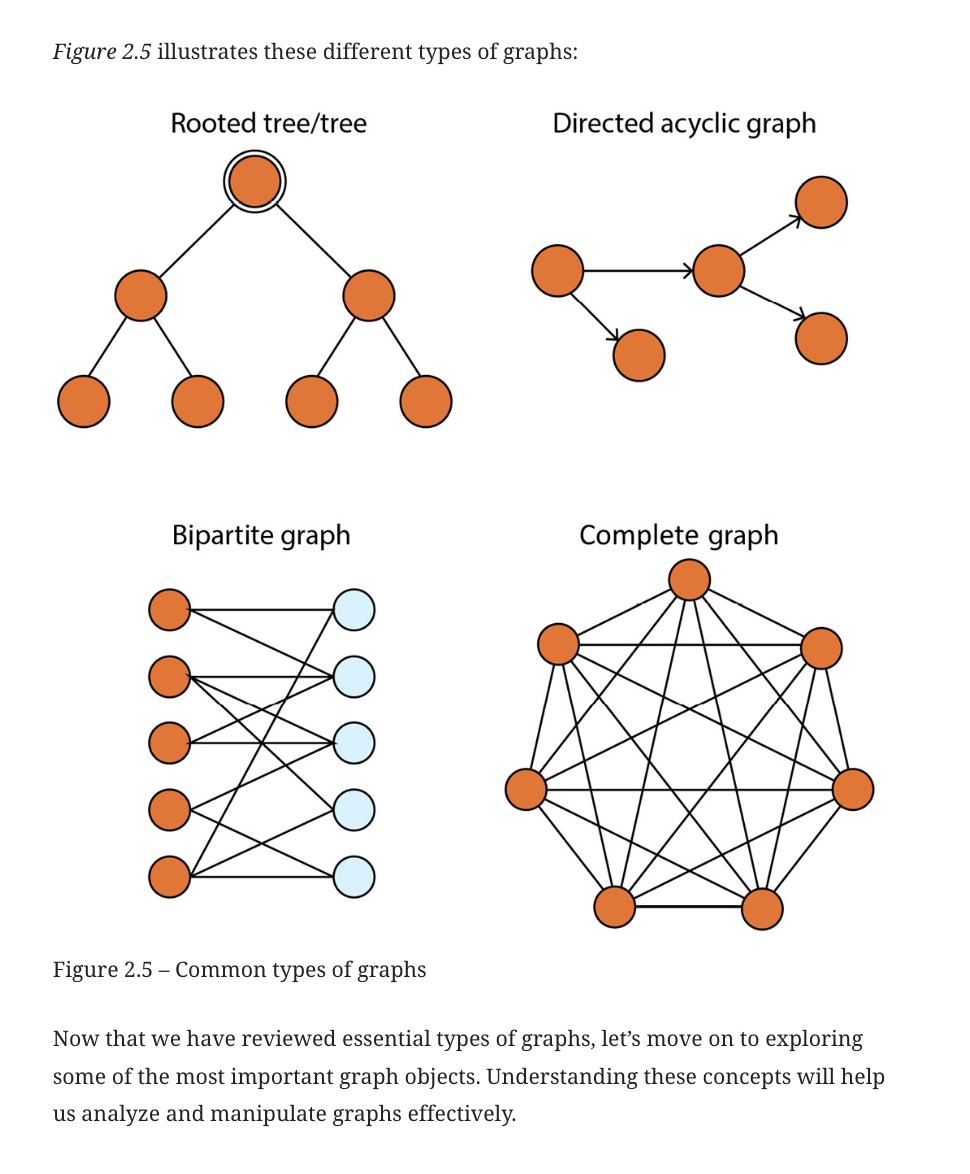 Figure 2.5 illustrates these different types of graphs:
Rooted tree/tree
Directed acyclic graph
Bipartite graph
Complete graph
Figure 2.5 – Common types of graphs
Now that we have reviewed essential types of graphs, let’s move on to exploring
some of the most important graph objects. Understanding these concepts will help
us analyze and manipulate graphs effectively.